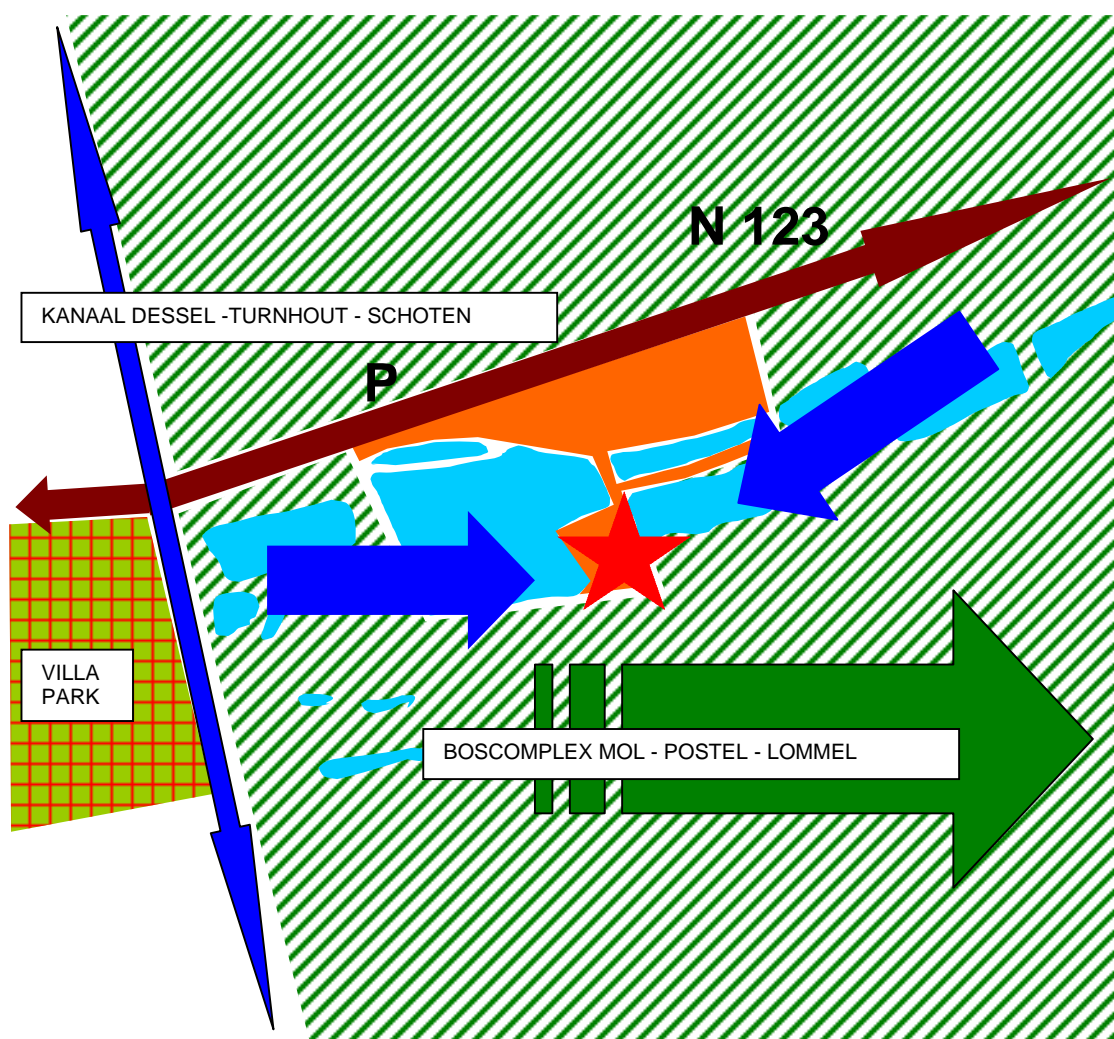 N 123
KANAAL DESSEL -TURNHOUT - SCHOTEN
P
VILLA
PARK
BOSCOMPLEX MOL - POSTEL - LOMMEL